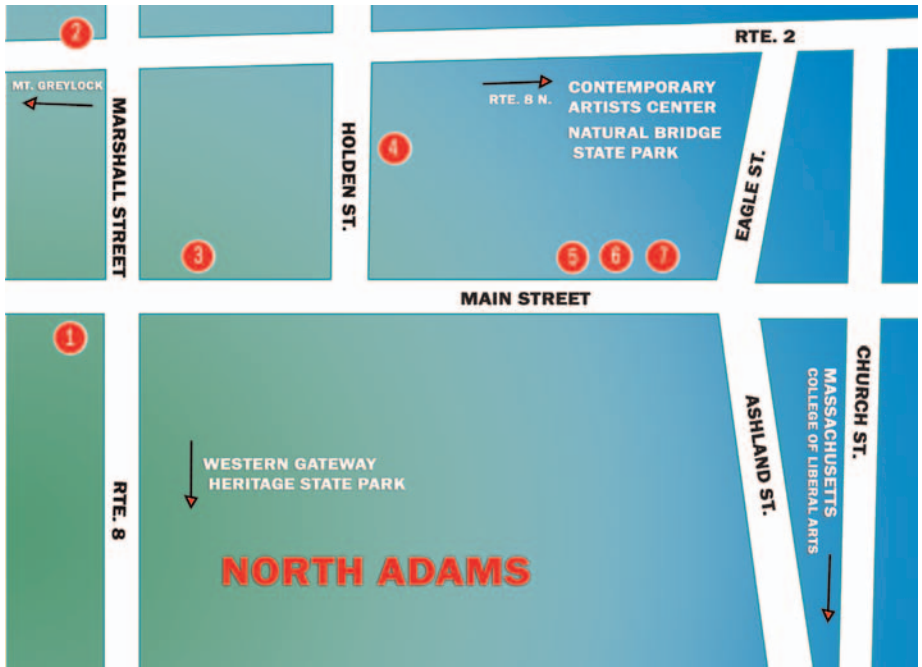 2
RTE. 2
MT. GREYLOCK
RTE. 8 N.
CONTEMPORARY
ARTISTS CENTER
NATURAL BRIDGE
STATE PARK
MARSHALL STREET
HOLDEN ST.
4
EAGLE ST.
3
5
6
7
MAIN STREET
1
WESTERN GATEWAY
HERITAGE STATE PARK
RTE. 8
ASHLAND ST.
MASSACHUSETTS
COLLEGE OF LIBERAL ARTS
CHURCH ST.
NORTH ADAMS